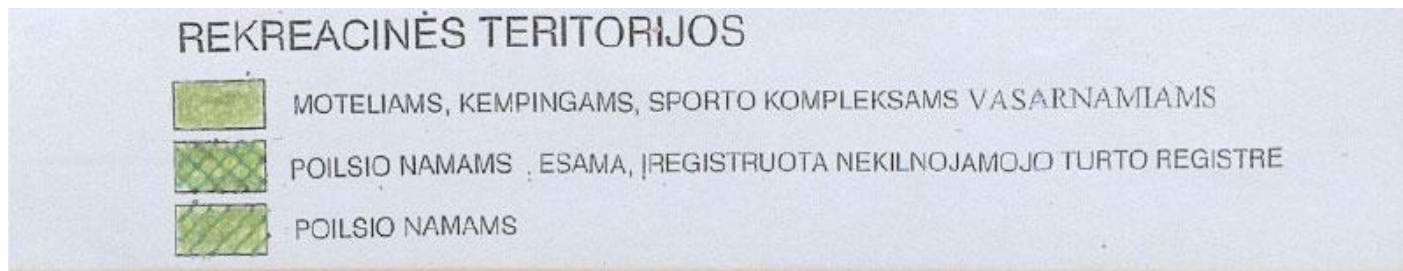 REKREACINĖS TERITORIJOS
MOTELIAMS, KEMPINGAMS, SPORTO KOMPLEKSAMS VASARNAMIAMS
POILSIO NAMAMS , ESAMA, ĮREGISTRUOTA NEKILNOJAMOJO TURTO REGISTRE
POILSIO NAMAMS